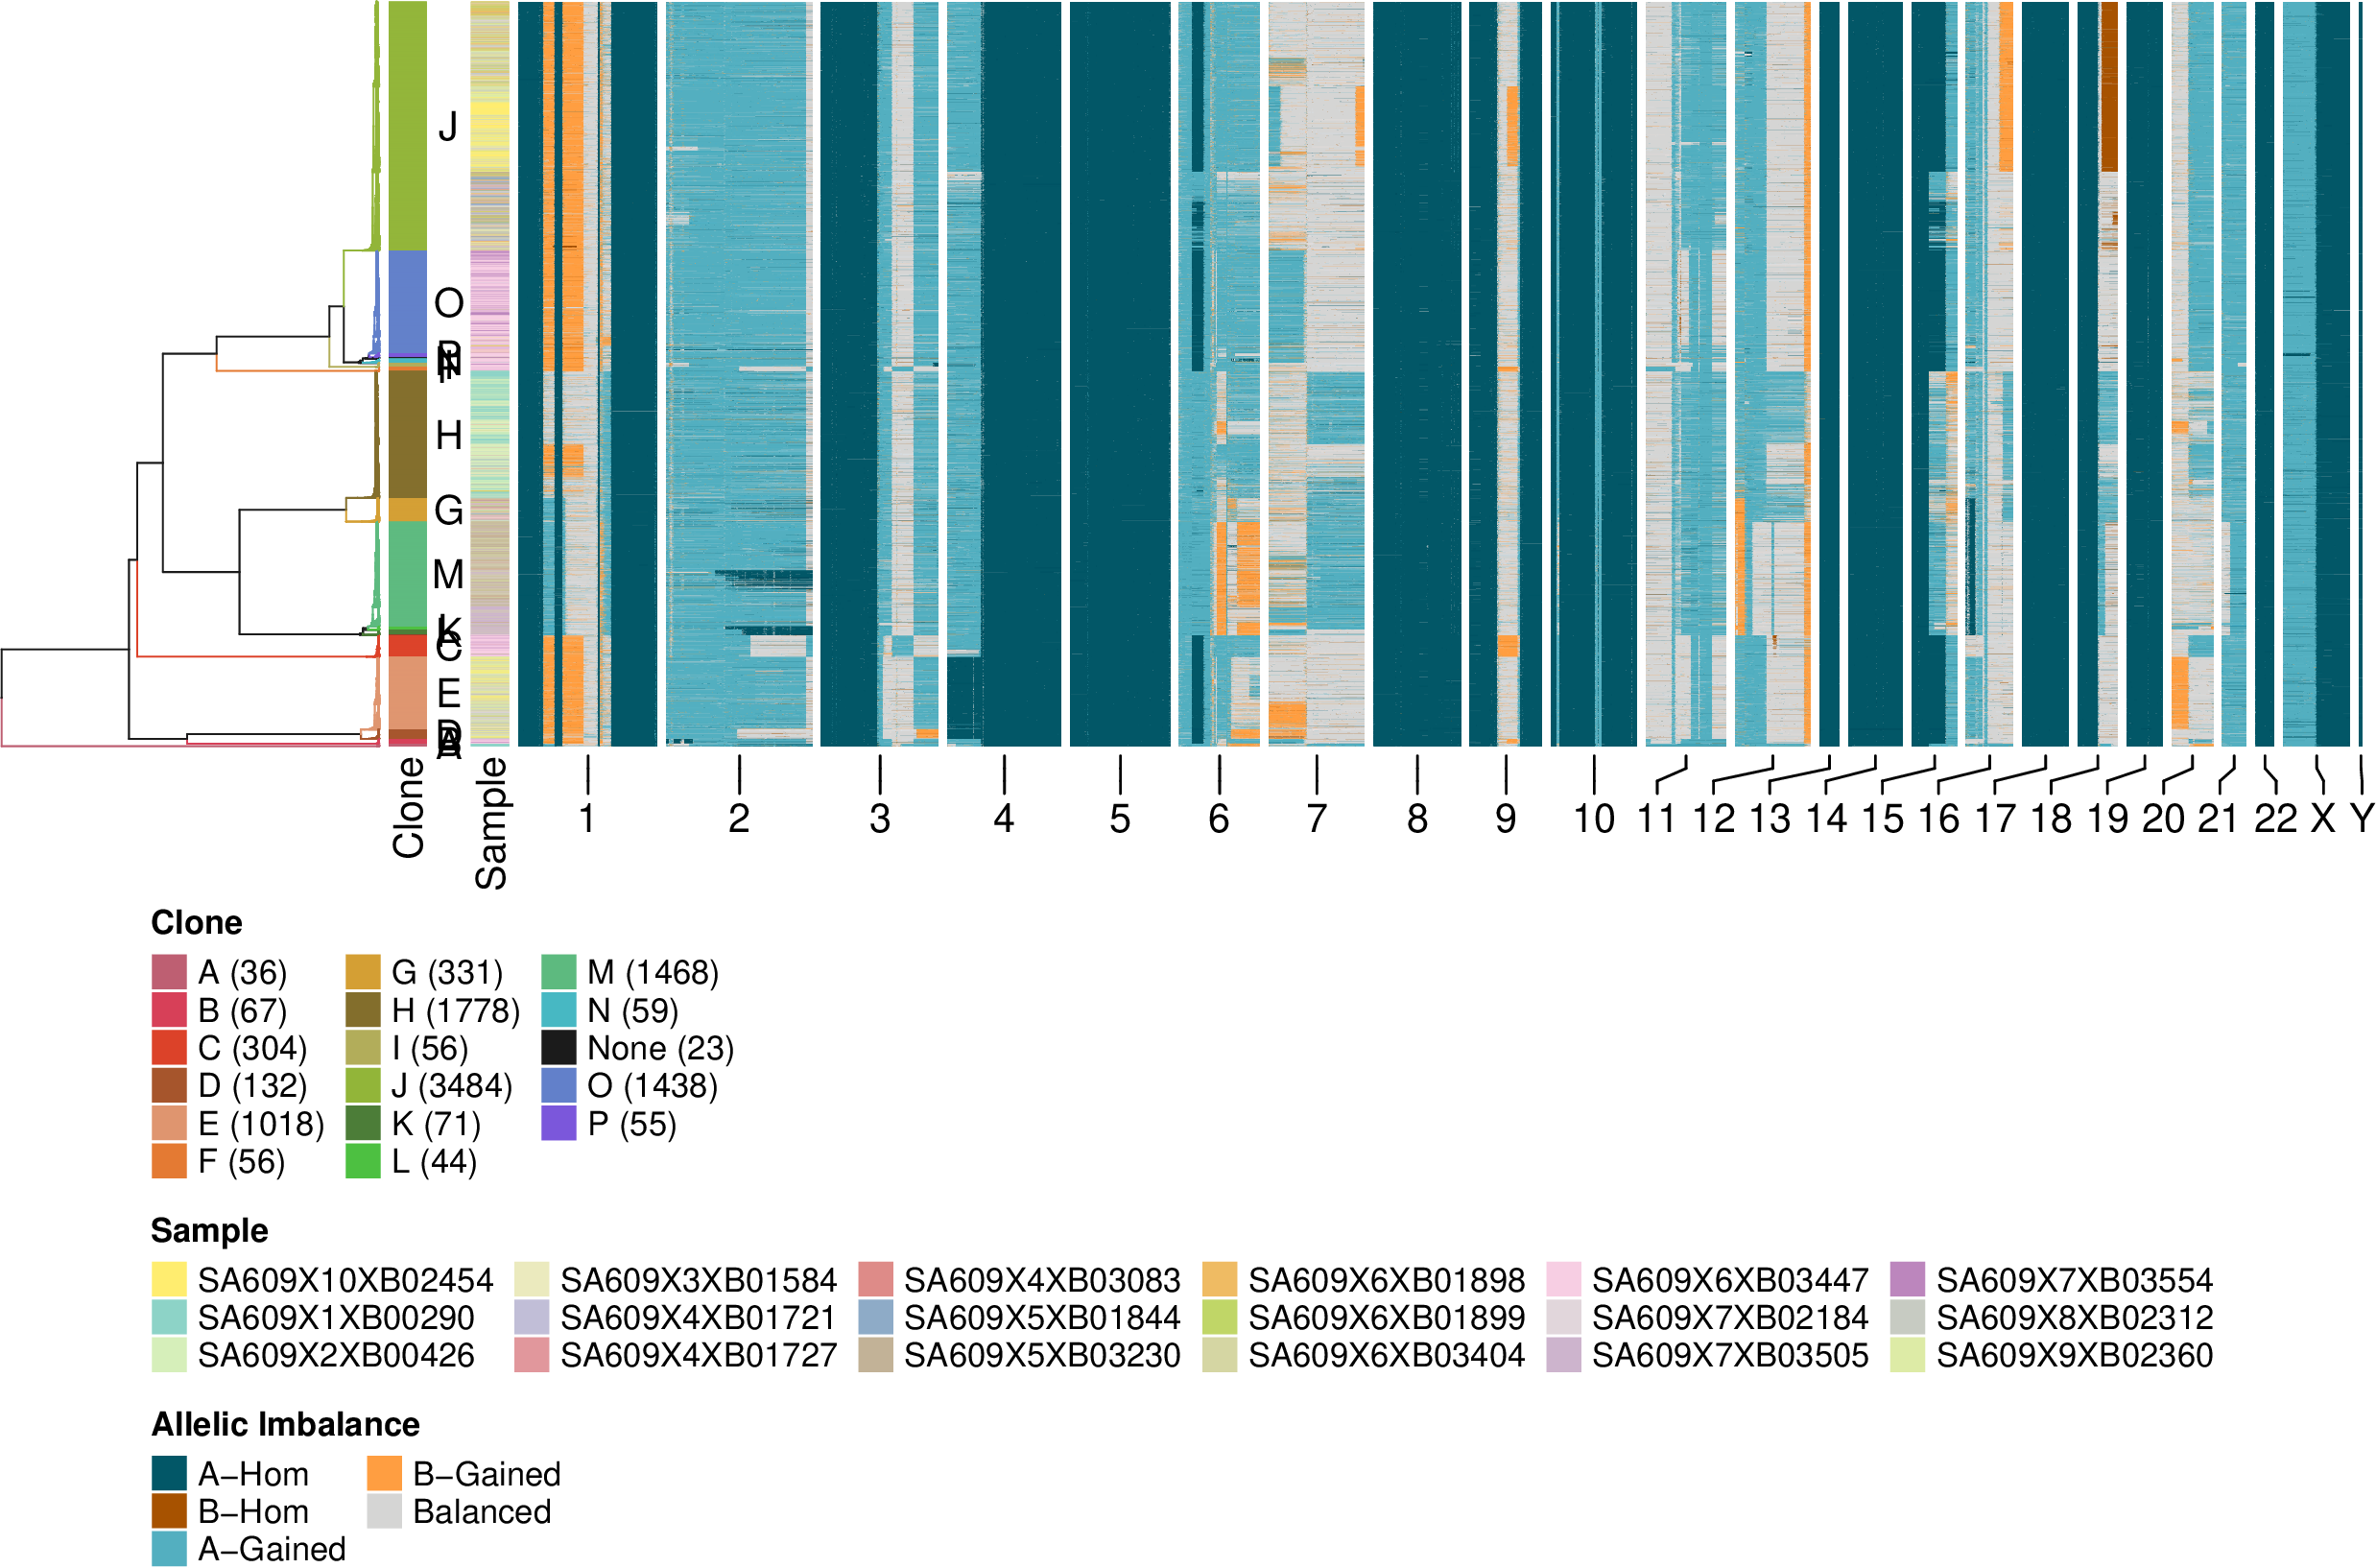 J
O
H
G
M
K
C
E
D
Clone
Sample
1 2 3 4 5 6 7 8 9 10 11 12 13 14 15 16 17 18 19 20 21 22 X Y
Clone
A (36) G (331) M (1468)
B (67) H (1778) N (59)
C (304) I (56) None (23)
D (132) J (3484) O (1438)
E (1018) K (71) P (55)
F (56) L (44)
Sample
SA609X10XB02454 SA609X3XB01584 SA609X4XB03083 SA609X6XB01898 SA609X6XB03447 SA609X7XB03554
SA609X1XB00290 SA609X4XB01721 SA609X5XB01844 SA609X6XB01899 SA609X7XB02184 SA609X8XB02312
SA609X2XB00426 SA609X4XB01727 SA609X5XB03230 SA609X6XB03404 SA609X7XB03505 SA609X9XB02360
Allelic Imbalance
A−Hom B−Gained
B−Hom Balanced
A−Gained